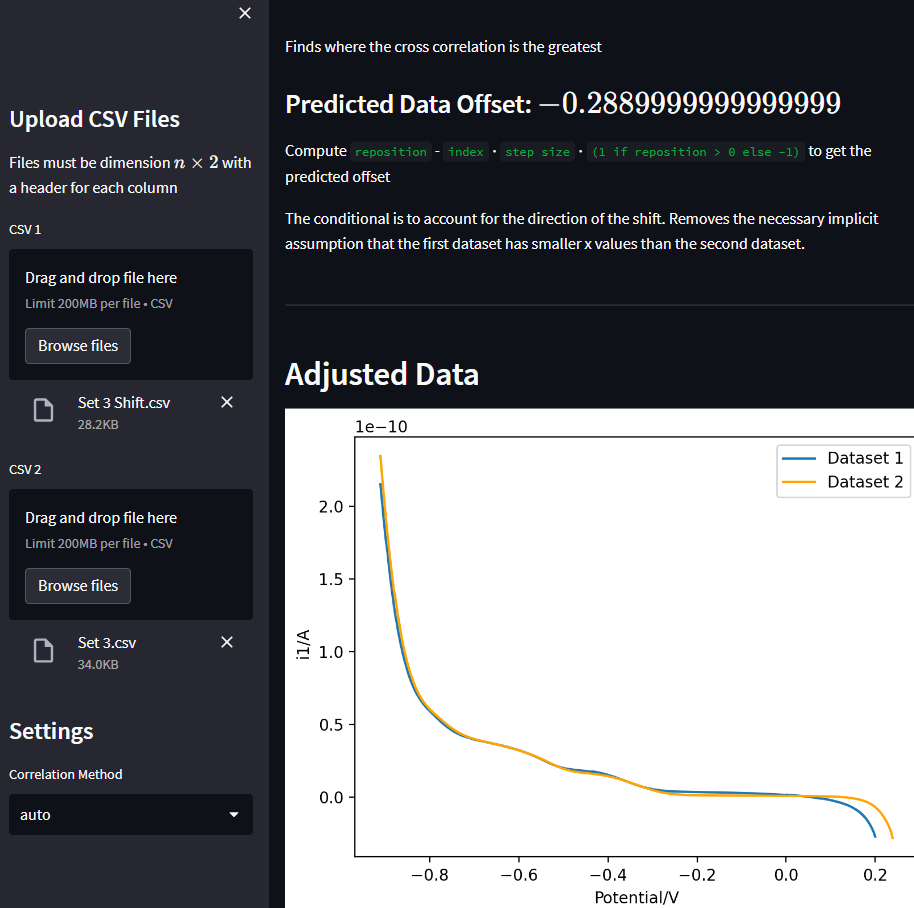 Upload CSV Files
Files must be dimension n × 2 with
a header for each column
CSV 1
Drag and drop file here
Limit 200MB per file • CSV
Browse files
Set 3 Shift.csv
28.2KB
CSV 2
Drag and drop file here
Limit 200MB per file • CSV
Browse files
Set 3.csv
34.0KB
Settings
Correlation Method
auto
Finds where the cross correlation is the greatest
Predicted Data Offset: −0.2889999999999999
Compute reposition - index · step size · (1 if reposition > 0 else -1) to get the
predicted offset
The conditional is to account for the direction of the shift. Removes the necessary implicit
assumption that the first dataset has smaller x values than the second dataset.
Adjusted Data
1e−10
Dataset 1
Dataset 2
2.0
1.5
1.0
0.5
0.0
i1/A
−0.8 −0.6 −0.4 −0.2 0.0 0.2
Potential/V